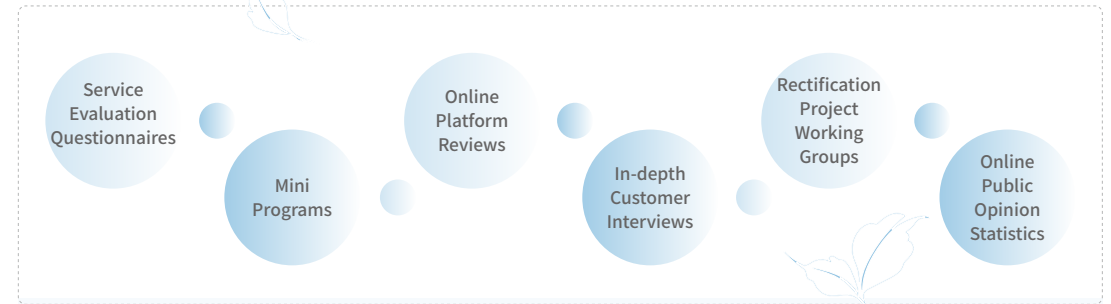 Service
Evaluation
Questionnaires
Mini
Programs
Online
Platform
Reviews
In-depth
Customer
Interviews
Rectification
Project
Working
Groups
Online
Public
Opinion
Statistics